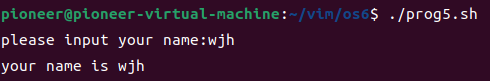 pioneer@pioneer-virtual-machine:~/vim/os6$ ./prog5.sh
please input your name:wjh
your name is wjh